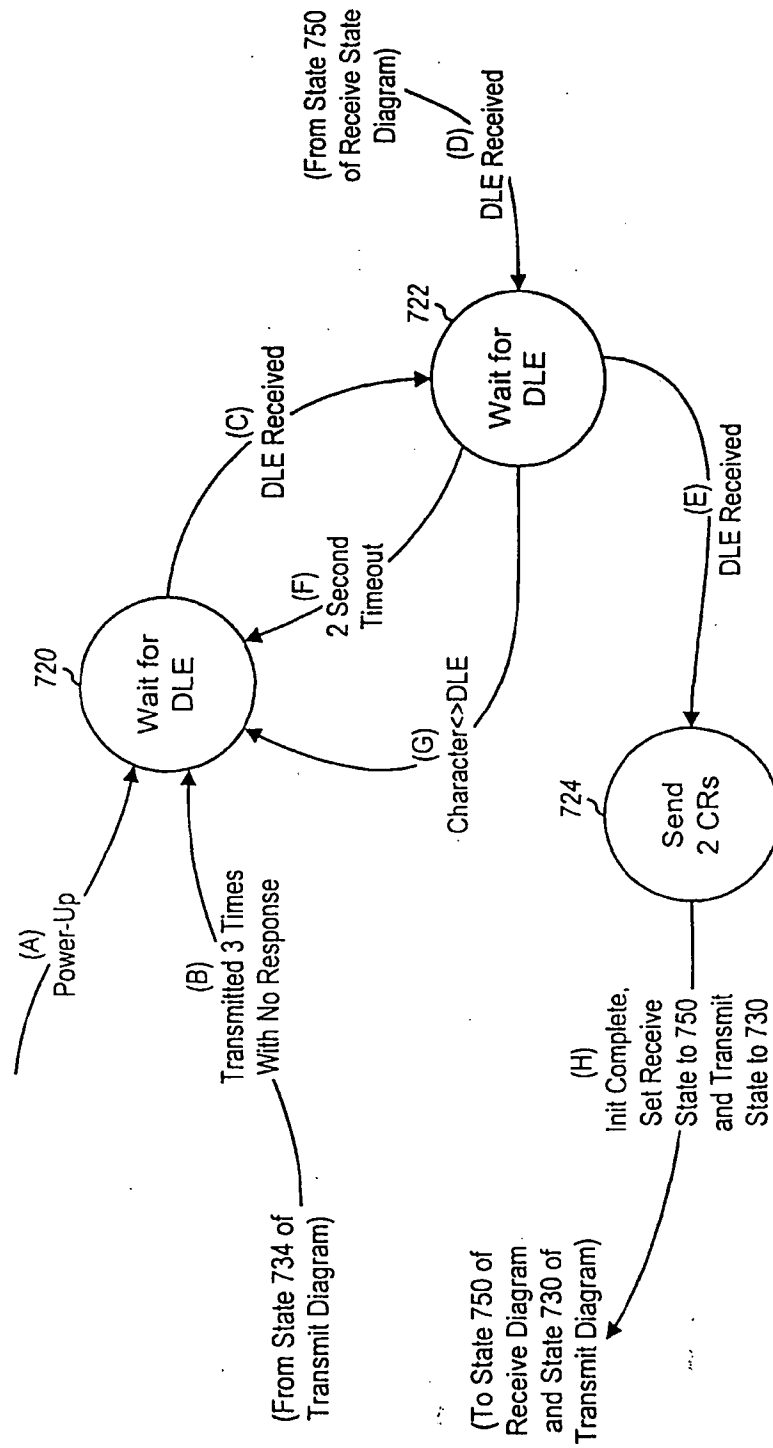 (A)
Power-Up
720
Wait for
DLE
(B)
Transmitted 3 Times
With No Response
(From State 734 of
Transmit Diagram)
(C)
DLE Received
(F)
2 Second
Timeout
(G)
Character<>DLE
722
Wait for
DLE
(From State 750
of Receive State
Diagram)
(D)
DLE Received
(E)
DLE Received
724
Send
2 CRs
(H)
Init Complete,
Set Receive
State to 750
and Transmit
State to 730
(To State 750 of
Receive Diagram
and State 730 of
Transmit Diagram)